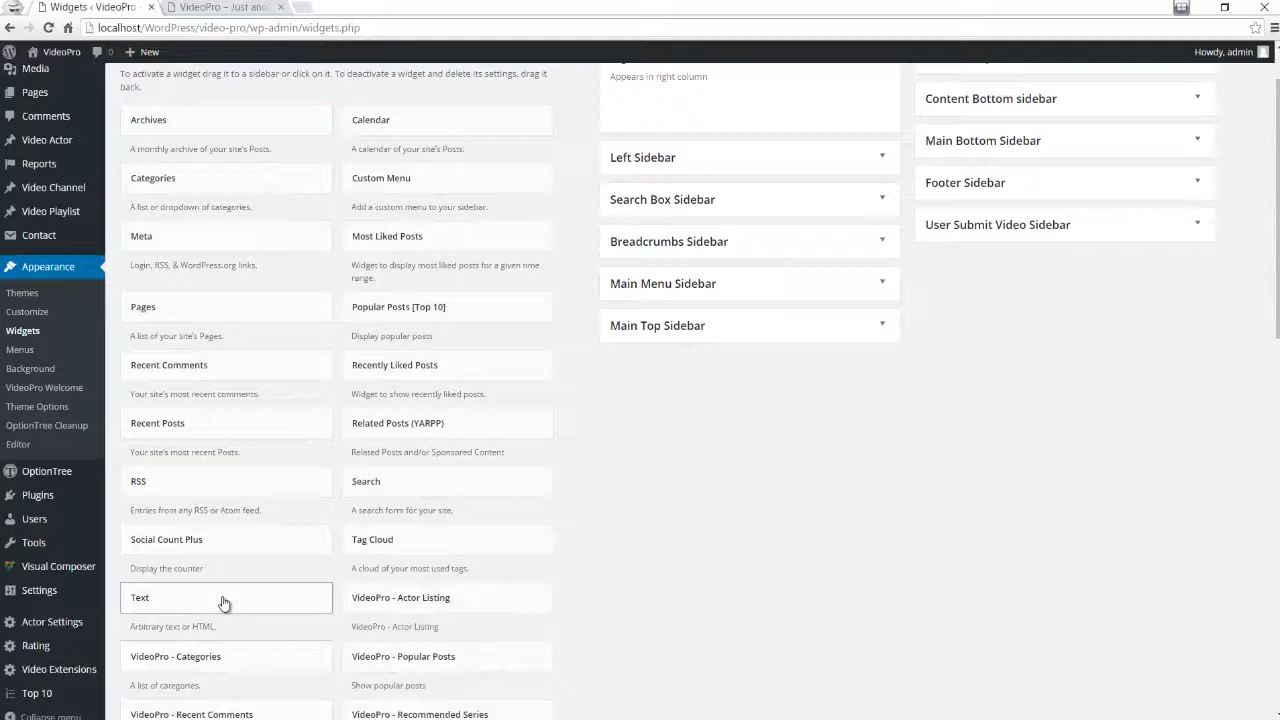 Widgets ‹ VideoPro
VideoPro – Just an
localhost/WordPress/video-pro/wp-admin/widgets.php
VideoPro
0
New
Howdy, admin
Media
Pages
Comments
Video Actor
Reports
Video Channel
Video Playlist
Contact
Appearance
Themes
Customize
Widgets
Menus
Background
VideoPro Welcome
Theme Options
OptionTree Cleanup
Editor
OptionTree
Plugins
Users
Tools
Visual Composer
Settings
Actor Settings
Rating
Video Extensions
Top 10
Collapse menu
To activate a widget drag it to a sidebar or click on it. To deactivate a widget and delete its settings, drag it
back.
Archives
A monthly archive of your site's Posts.
Calendar
A calendar of your site's Posts.
Categories
A list or dropdown of categories.
Custom Menu
Add a custom menu to your sidebar.
Meta
Login, RSS, & WordPress.org links.
Most Liked Posts
Widget to display most liked posts for a given time
range.
Pages
A list of your site's Pages.
Popular Posts [Top 10]
Display popular posts
Recent Comments
Your site's most recent comments.
Recently Liked Posts
Widget to show recently liked posts.
Recent Posts
Your site's most recent Posts.
Related Posts (YARPP)
Related Posts and/or Sponsored Content
RSS
Entries from any RSS or Atom feed.
Search
A search form for your site.
Social Count Plus
Display the counter
Tag Cloud
A cloud of your most used tags.
Text
Arbitrary text or HTML.
VideoPro - Actor Listing
VideoPro - Actor Listing
VideoPro - Categories
A list of categories.
VideoPro - Popular Posts
Show popular posts
VideoPro - Recent Comments
VideoPro - Recommended Series
Appears in right column
Left Sidebar
Search Box Sidebar
Breadcrumbs Sidebar
Main Menu Sidebar
Main Top Sidebar
Content Bottom sidebar
Main Bottom Sidebar
Footer Sidebar
User Submit Video Sidebar